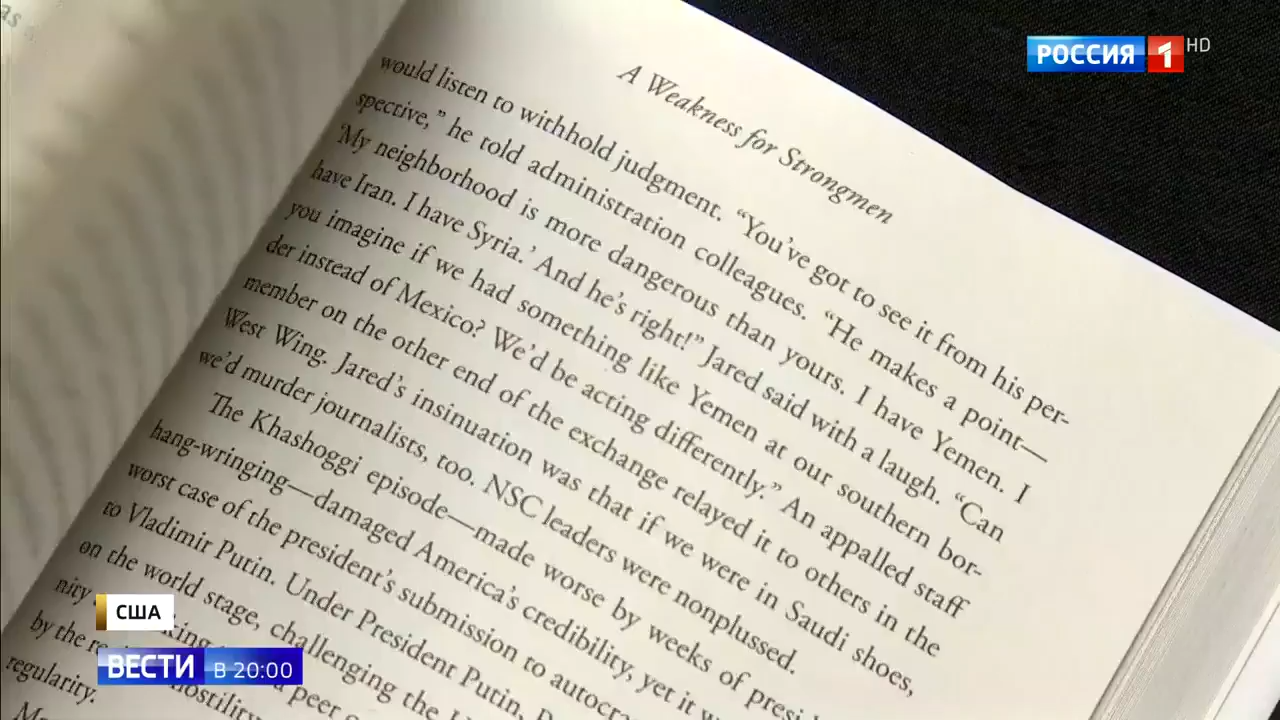 as
РОССИЯ 1 HD
A Weakness for Strongmen
would listen to withhold judgment. “You’ve got to see it from his per-
spective,” he told administration colleagues. “He makes a point—
‘My neighborhood is more dangerous than yours. I have Yemen. I
have Iran. I have Syria.’ And he’s right!” Jared said with a laugh. “Can
you imagine if we had something like Yemen at our southern bor-
der instead of Mexico? We’d be acting differently.” An appalled staff
member on the other end of the exchange relayed it to others in the
West Wing. Jared’s insinuation was that if we were in Saudi shoes,
we’d murder journalists, too. NSC leaders were nonplussed.
The Khashoggi episode—made worse by weeks of presi
hang-wringing—damaged America’s credibility, yet it
worst case of the president’s submission to autocra
to Vladimir Putin. Under President Putin,
on the world stage, challenging the
nity a peer
by the hostility
regularity.
США
ВЕСТИ В 20:00